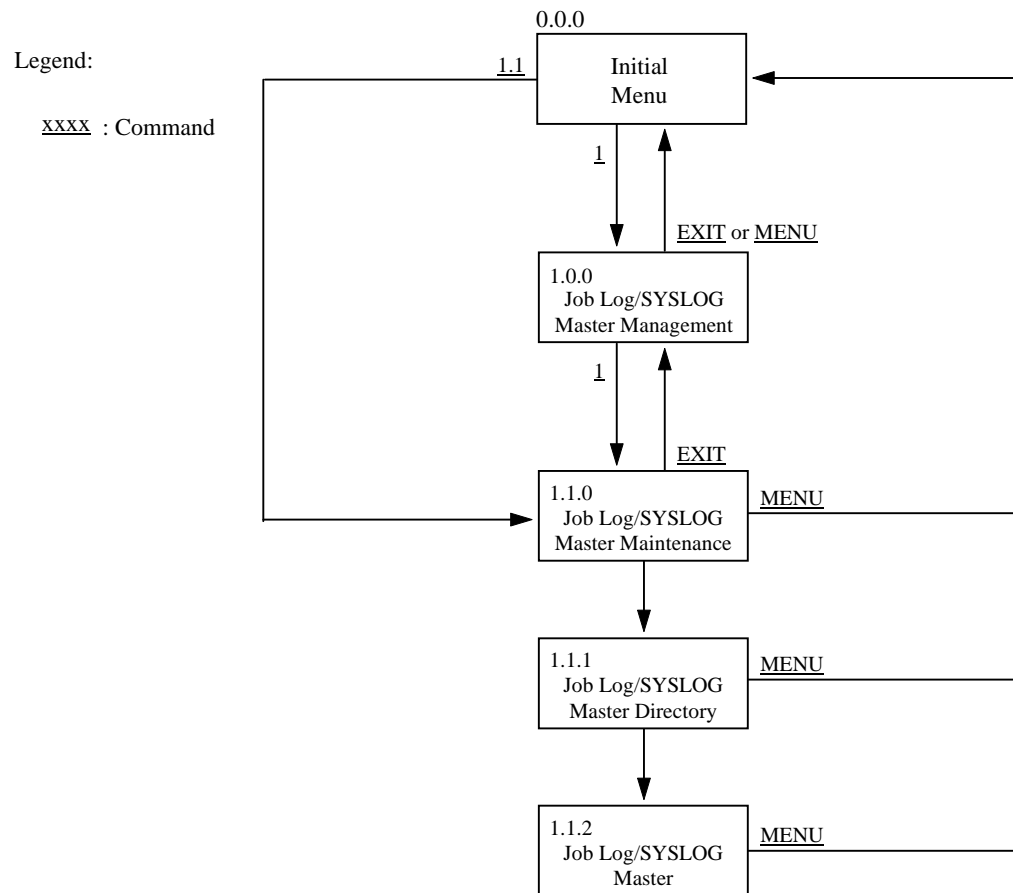 0.0.0
Legend:
1.1
Initial
Menu
xxxx : Command
1
EXIT or MENU
1.0.0
Job Log/SYSLOG
Master Management
1
EXIT
1.1.0
MENU
Job Log/SYSLOG
Master Maintenance
1.1.1
MENU
Job Log/SYSLOG
Master Directory
1.1.2
MENU
Job Log/SYSLOG
Master